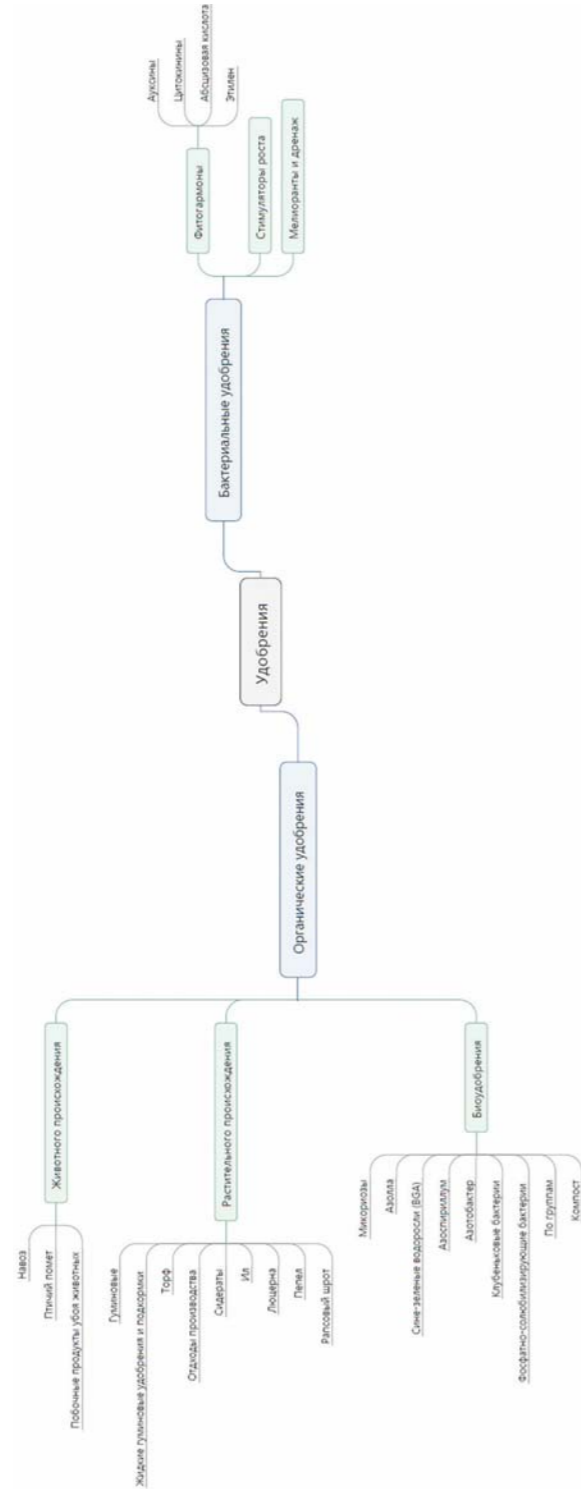 Удобрения
Органические удобрения
Животного происхождения
Навоз
Птичий помет
Побочные продукты убоя животных
Растительного происхождения
Гуминовые
Жидкие гуминовые удобрения и подкормки
Торф
Отходы производства
Сидераты
Ил
Люцерна
Пепел
Рапсовый шрот
Биоудобрения
Микориозы
Азолла
Сине-зеленые водоросли (BGA)
Азоспириллум
Азотобактер
Клубеньковые бактерии
Фосфатно-солюбилизирующие бактерии
По группам
Компост
Бактериальные удобрения
Фитогармоны
Ауксины
Цитокинины
Абсцизовая кислота
Этилен
Стимуляторы роста
Мелиоранты и дренаж